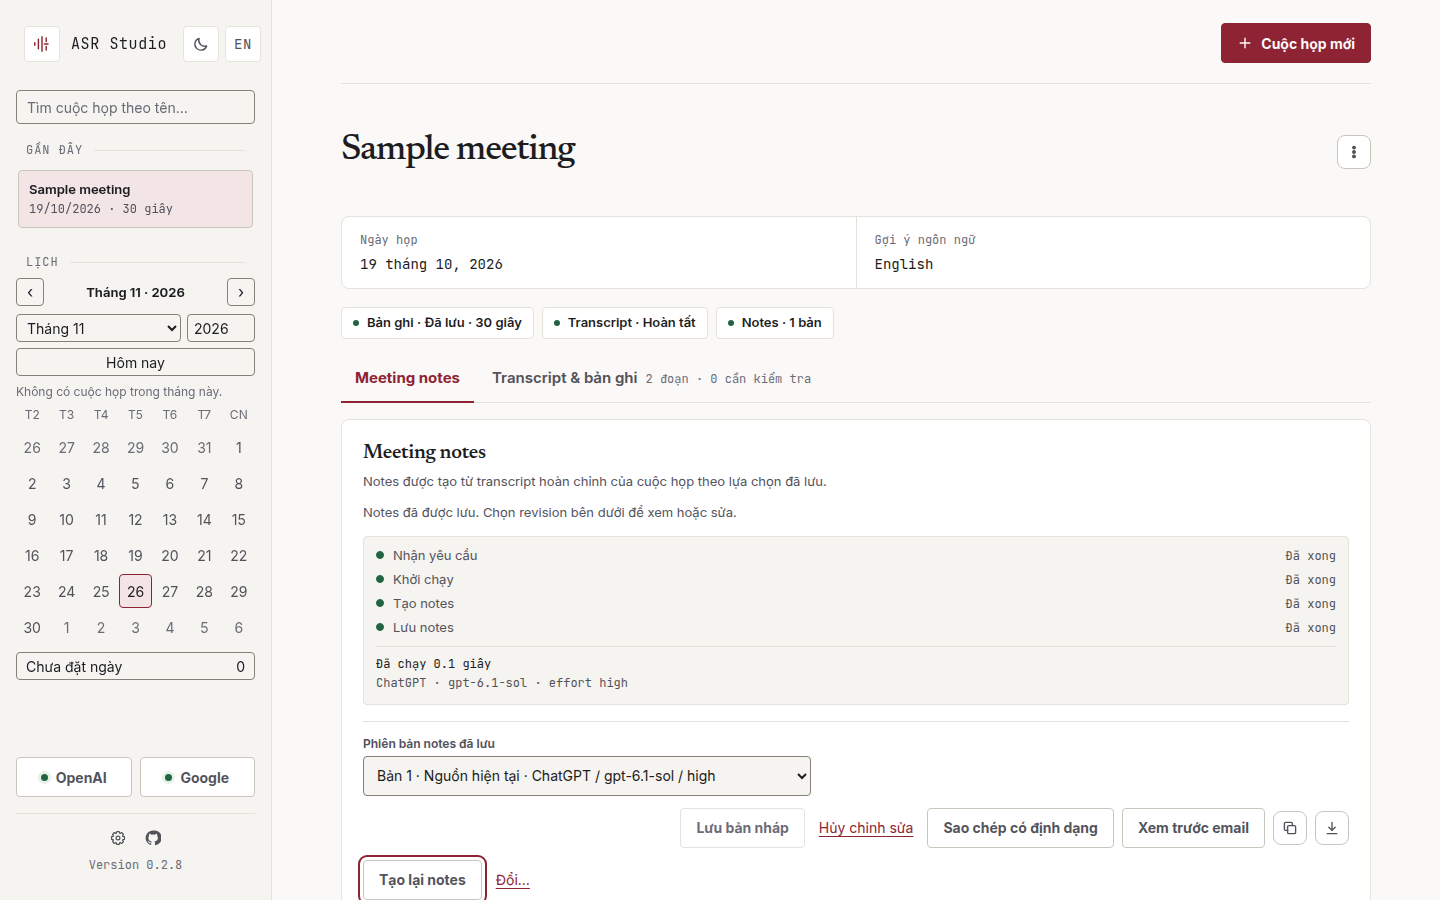 ASR Studio
EN
Tìm cuộc họp theo tên...
GẦN ĐÂY
Sample meeting
19/10/2026 · 30 giây
LỊCH
‹ Tháng 11 · 2026 ›
Tháng 11 2026
Hôm nay
Không có cuộc họp trong tháng này.
T2 T3 T4 T5 T6 T7 CN
26 27 28 29 30 31 1
2 3 4 5 6 7 8
9 10 11 12 13 14 15
16 17 18 19 20 21 22
23 24 25 26 27 28 29
30 1 2 3 4 5 6
Chưa đặt ngày 0
OpenAI Google
Version 0.2.8
+ Cuộc họp mới
Sample meeting
Ngày họp
19 tháng 10, 2026
Gợi ý ngôn ngữ
English
Bản ghi · Đã lưu · 30 giây
Transcript · Hoàn tất
Notes · 1 bản
Meeting notes
Transcript & bản ghi 2 đoạn · 0 cần kiểm tra
Meeting notes
Notes được tạo từ transcript hoàn chỉnh của cuộc họp theo lựa chọn đã lưu.
Notes đã được lưu. Chọn revision bên dưới để xem hoặc sửa.
Nhận yêu cầu Đã xong
Khởi chạy Đã xong
Tạo notes Đã xong
Lưu notes Đã xong
Đã chạy 0.1 giây
ChatGPT · gpt-6.1-sol · effort high
Phiên bản notes đã lưu
Bản 1 · Nguồn hiện tại · ChatGPT / gpt-6.1-sol / high
Lưu bản nháp Hủy chỉnh sửa Sao chép có định dạng Xem trước email
Tạo lại notes Đổi...